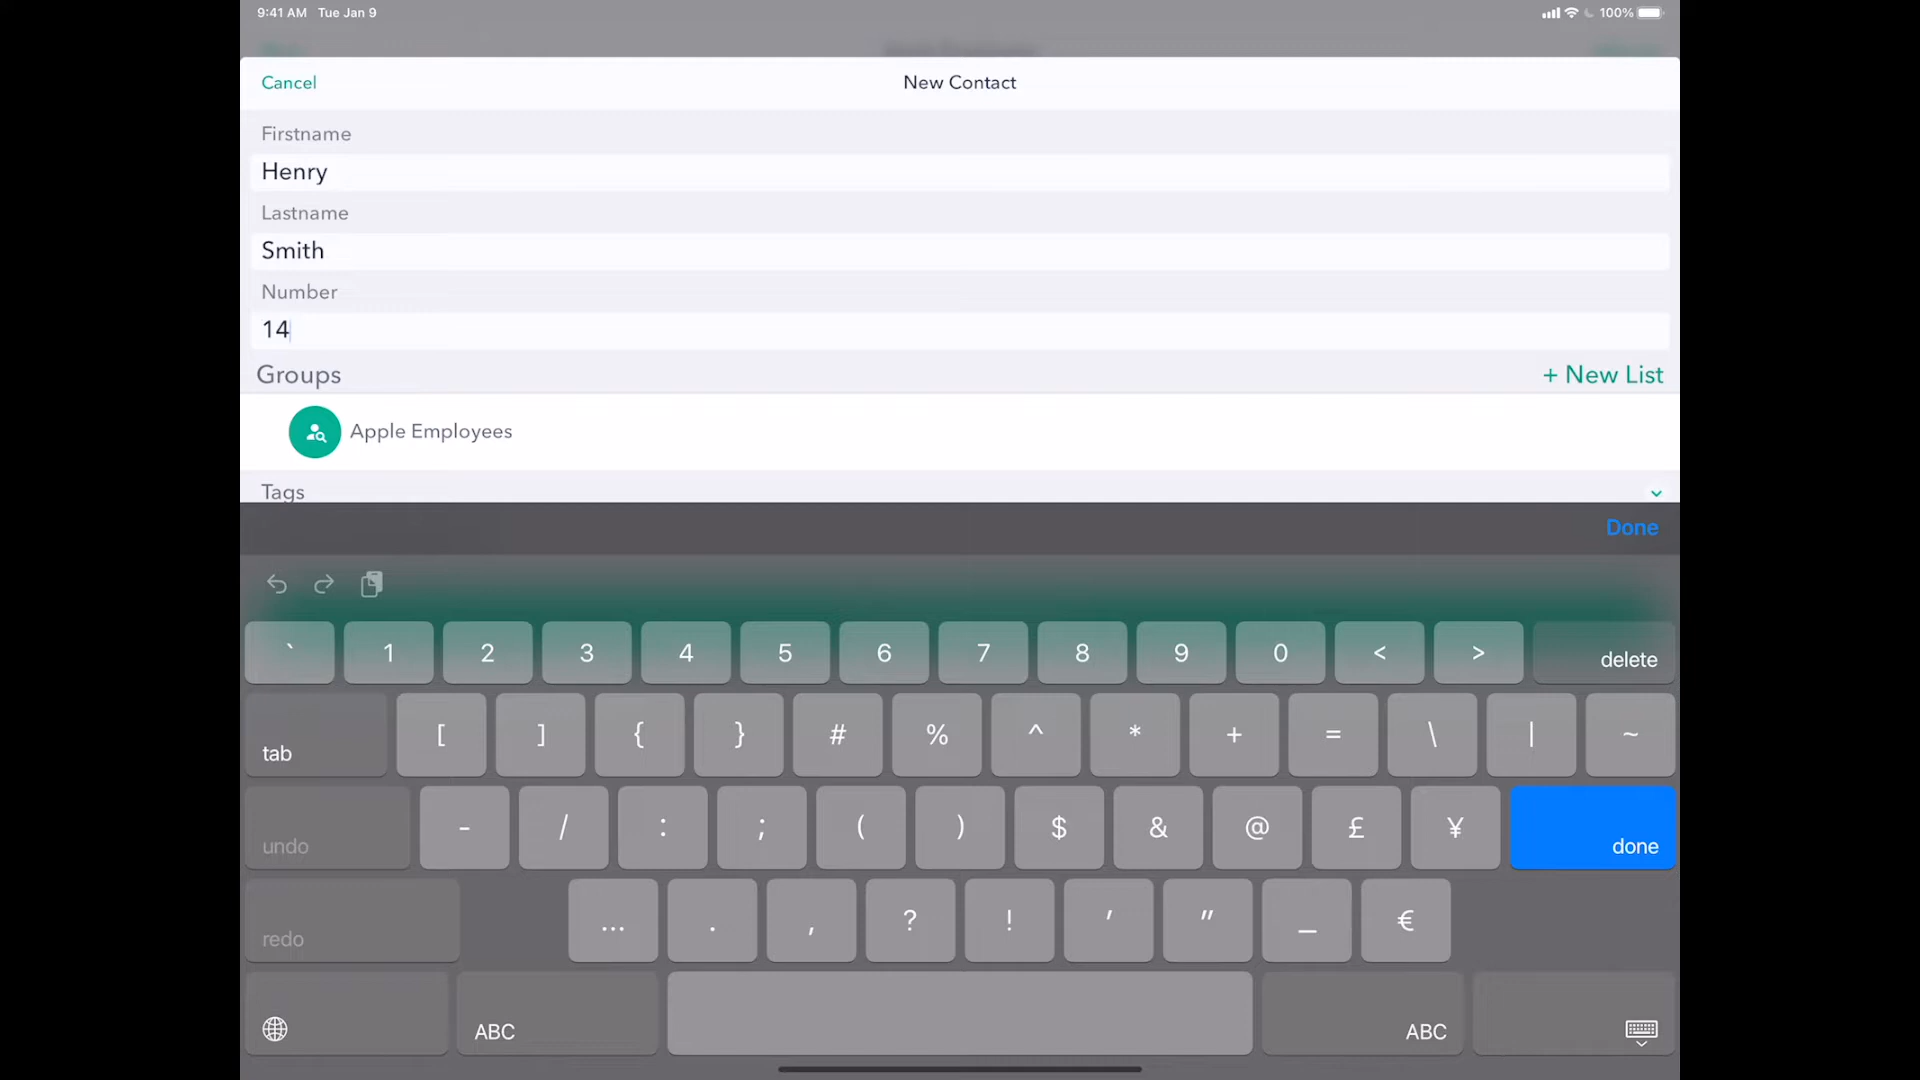 9:41 AM Tue Jan 9
100%
Cancel
New Contact
Firstname
Henry
Lastname
Smith
Number
14
Groups
+ New List
Apple Employees
Tags
Done
` 1 2 3 4 5 6 7 8 9 0 < > delete
tab [ ] { } # % ^ * + = \ | ~
undo - / : ; ( ) $ & @ £ ¥ done
redo ... . , ? ! ' " _ €
ABC ABC